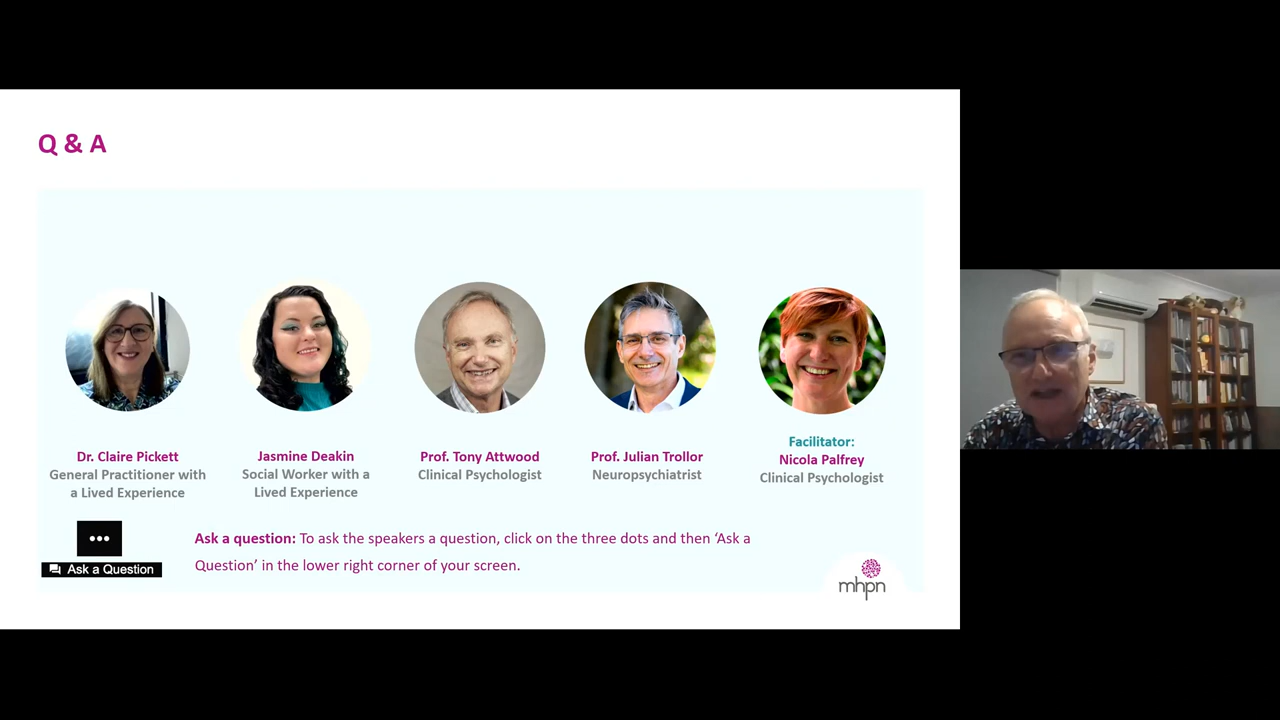 Q & A
Dr. Claire Pickett
General Practitioner with
a Lived Experience
Jasmine Deakin
Social Worker with a
Lived Experience
Prof. Tony Attwood
Clinical Psychologist
Prof. Julian Trollor
Neuropsychiatrist
Facilitator:
Nicola Palfrey
Clinical Psychologist
Ask a Question
Ask a question: To ask the speakers a question, click on the three dots and then ‘Ask a
Question’ in the lower right corner of your screen.
mhpn